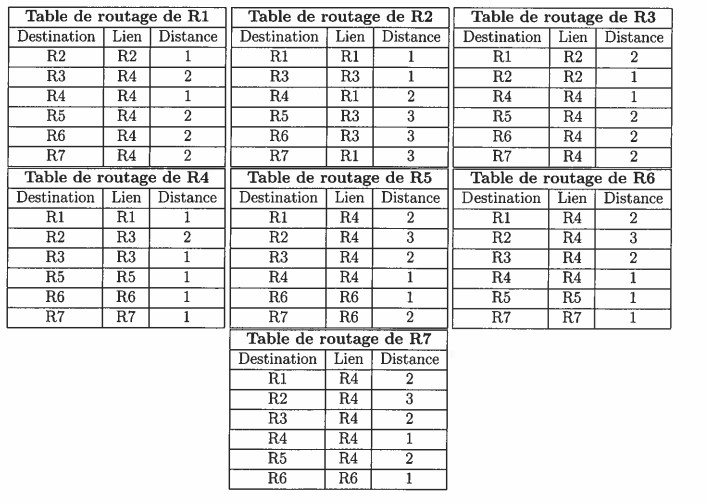 Table de routage de R1
Destination Lien Distance
R2 R2 1
R3 R4 2
R4 R4 1
R5 R4 2
R6 R4 2
R7 R4 2
Table de routage de R2
Destination Lien Distance
R1 R1 1
R3 R3 1
R4 R1 2
R5 R3 3
R6 R3 3
R7 R1 3
Table de routage de R3
Destination Lien Distance
R1 R2 2
R2 R2 1
R4 R4 1
R5 R4 2
R6 R4 2
R7 R4 2
Table de routage de R4
Destination Lien Distance
R1 R1 1
R2 R3 2
R3 R3 1
R5 R5 1
R6 R6 1
R7 R7 1
Table de routage de R5
Destination Lien Distance
R1 R4 2
R2 R4 3
R3 R4 2
R4 R4 1
R6 R6 1
R7 R6 2
Table de routage de R6
Destination Lien Distance
R1 R4 2
R2 R4 3
R3 R4 2
R4 R4 1
R5 R5 1
R7 R7 1
Table de routage de R7
Destination Lien Distance
R1 R4 2
R2 R4 3
R3 R4 2
R4 R4 1
R5 R4 2
R6 R6 1